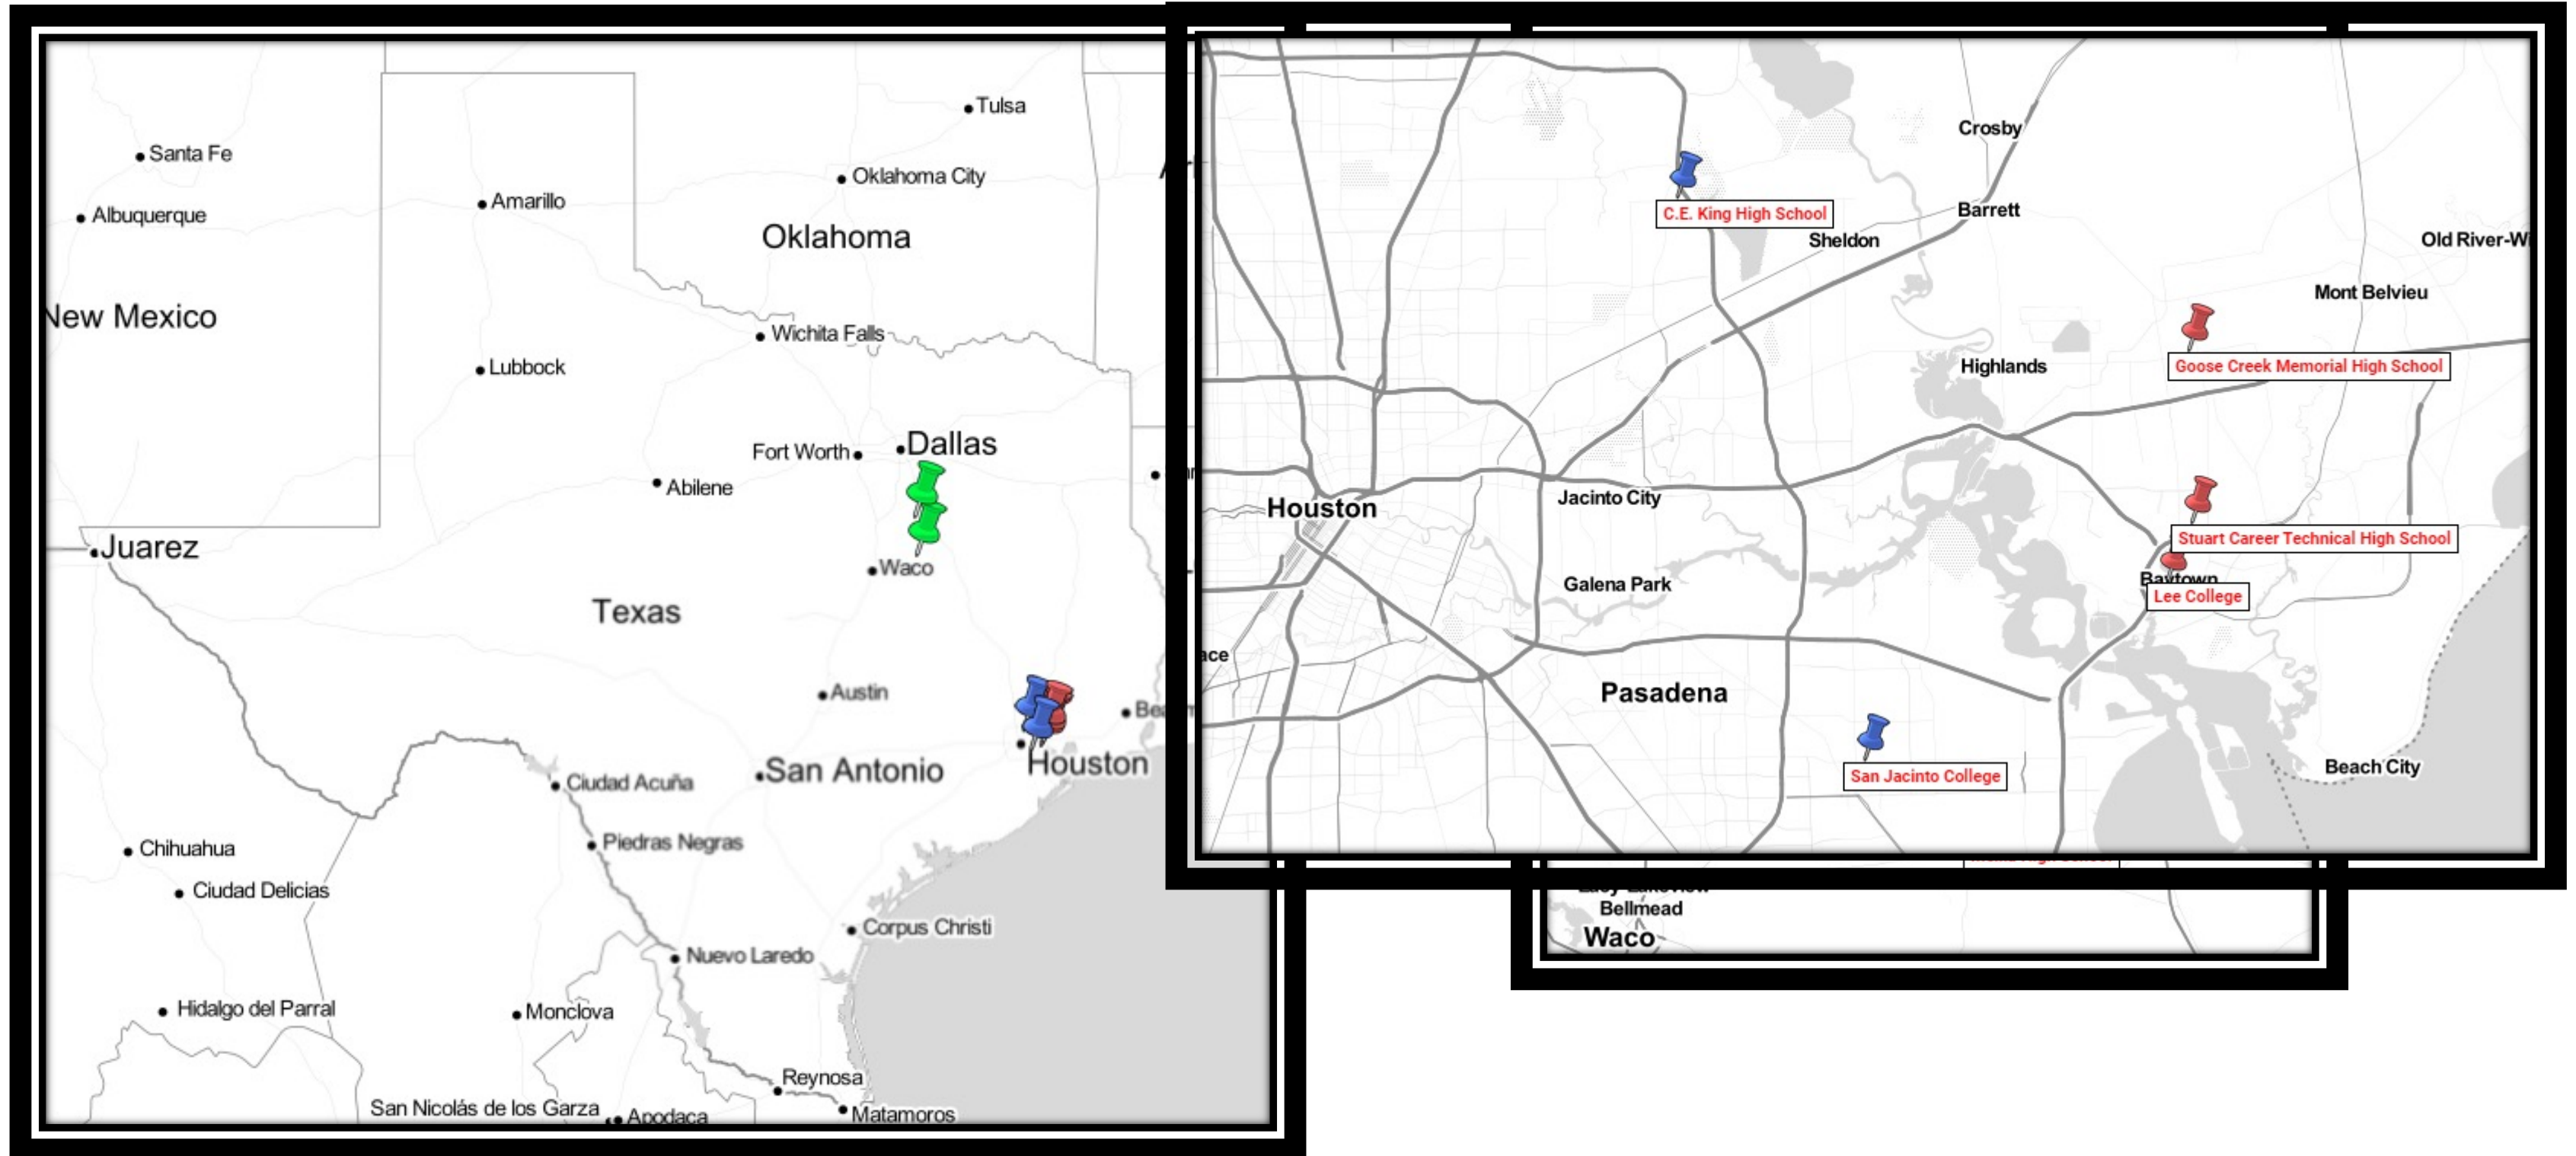 Tulsa
Santa Fe
Oklahoma City
Amarillo
Albuquerque
Oklahoma
New Mexico
Wichita Falls
Lubbock
Dallas
Fort Worth
Abilene
Juarez
Waco
Texas
Austin
San Antonio
Houston
Ciudad Acuña
Piedras Negras
Chihuahua
Ciudad Delicias
Corpus Christi
Nuevo Laredo
Hidalgo del Parral
Monclova
Reynosa
San Nicolás de los Garza
Apodaca
Matamoros
Crosby
C.E. King High School
Barrett
Sheldon
Old River-Wi
Mont Belvieu
Highlands
Goose Creek Memorial High School
Jacinto City
Houston
Stuart Career Technical High School
Galena Park
Baytown
Lee College
Pasadena
San Jacinto College
Beach City
Bellmead
Waco